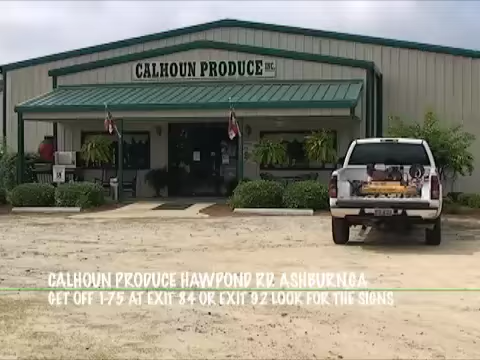 CALHOUN PRODUCE INC.
CALHOUN PRODUCE HAWPOND RD. ASHBURN,GA
GET OFF I-75 AT EXIT 84 OR EXIT 92 LOOK FOR THE SIGNS